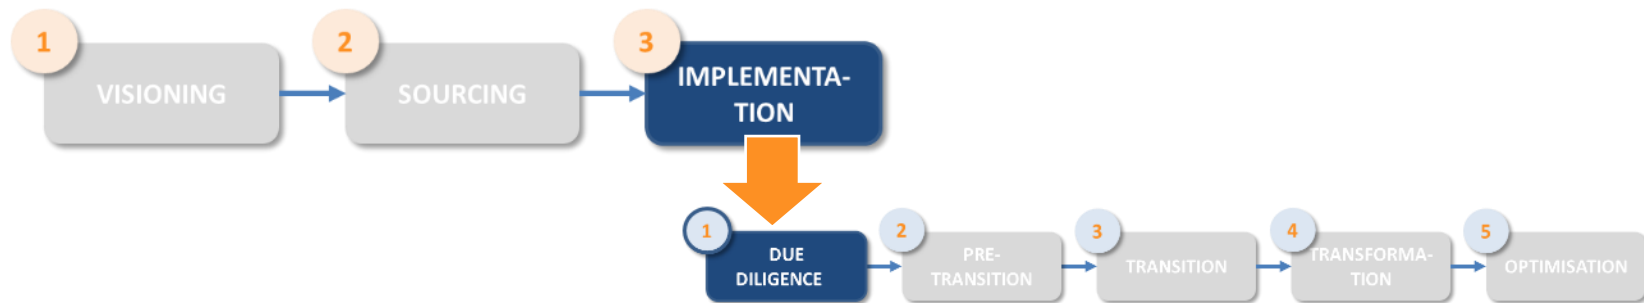 1
VISIONING
2
SOURCING
3
IMPLEMENTA-
TION
1
DUE
DILIGENCE
2
PRE-
TRANSITION
3
TRANSITION
4
TRANSFORMA-
TION
5
OPTIMISATION